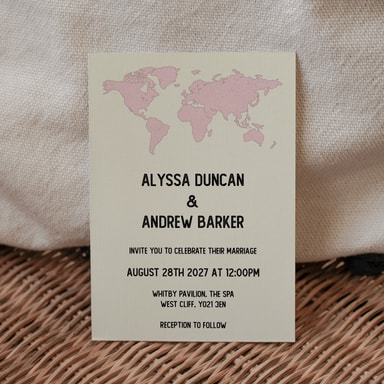 ALYSSA DUNCAN
&
ANDREW BARKER
INVITE YOU TO CELEBRATE THEIR MARRIAGE
AUGUST 28TH 2027 AT 12:00PM
WHITBY PAVILION, THE SPA
WEST CLIFF, YO21 3EN
RECEPTION TO FOLLOW